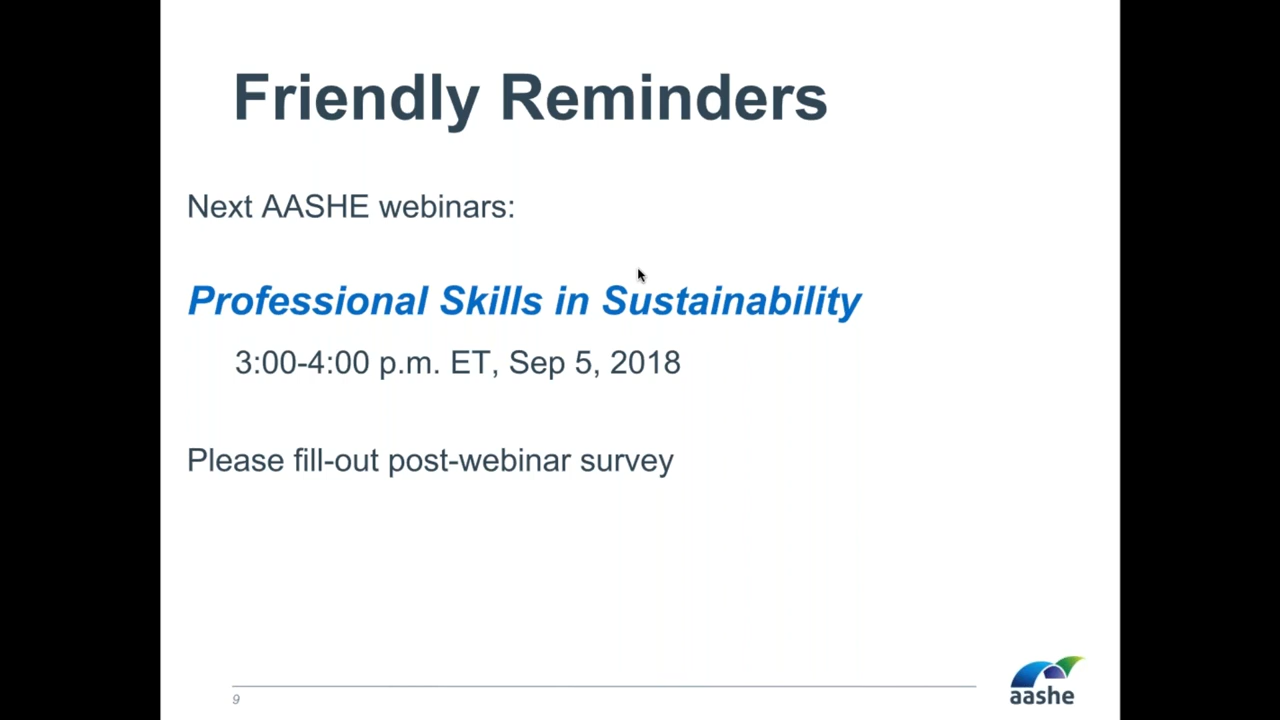 Friendly Reminders
Next AASHE webinars:
Professional Skills in Sustainability
3:00-4:00 p.m. ET, Sep 5, 2018
Please fill-out post-webinar survey
9
aashe